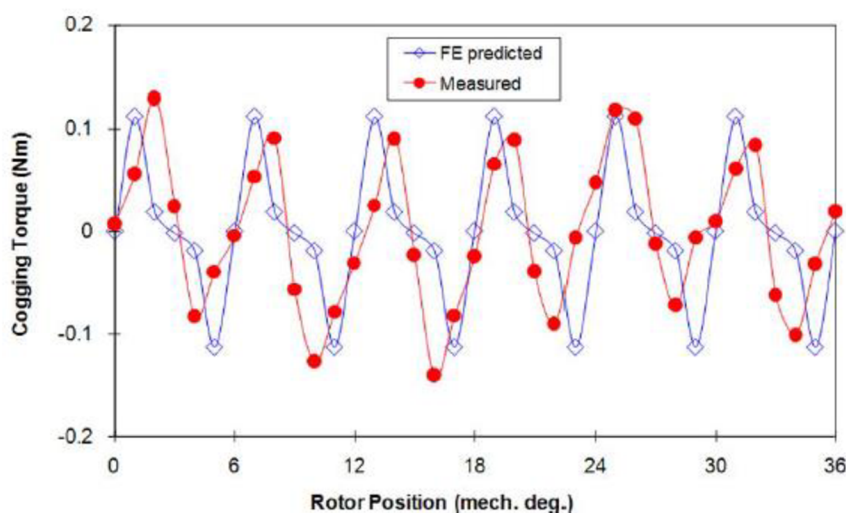 0.2
FE predicted
Measured
0.1
0
-0.1
-0.2
Cogging Torque (Nm)
0 6 12 18 24 30 36
Rotor Position (mech. deg.)